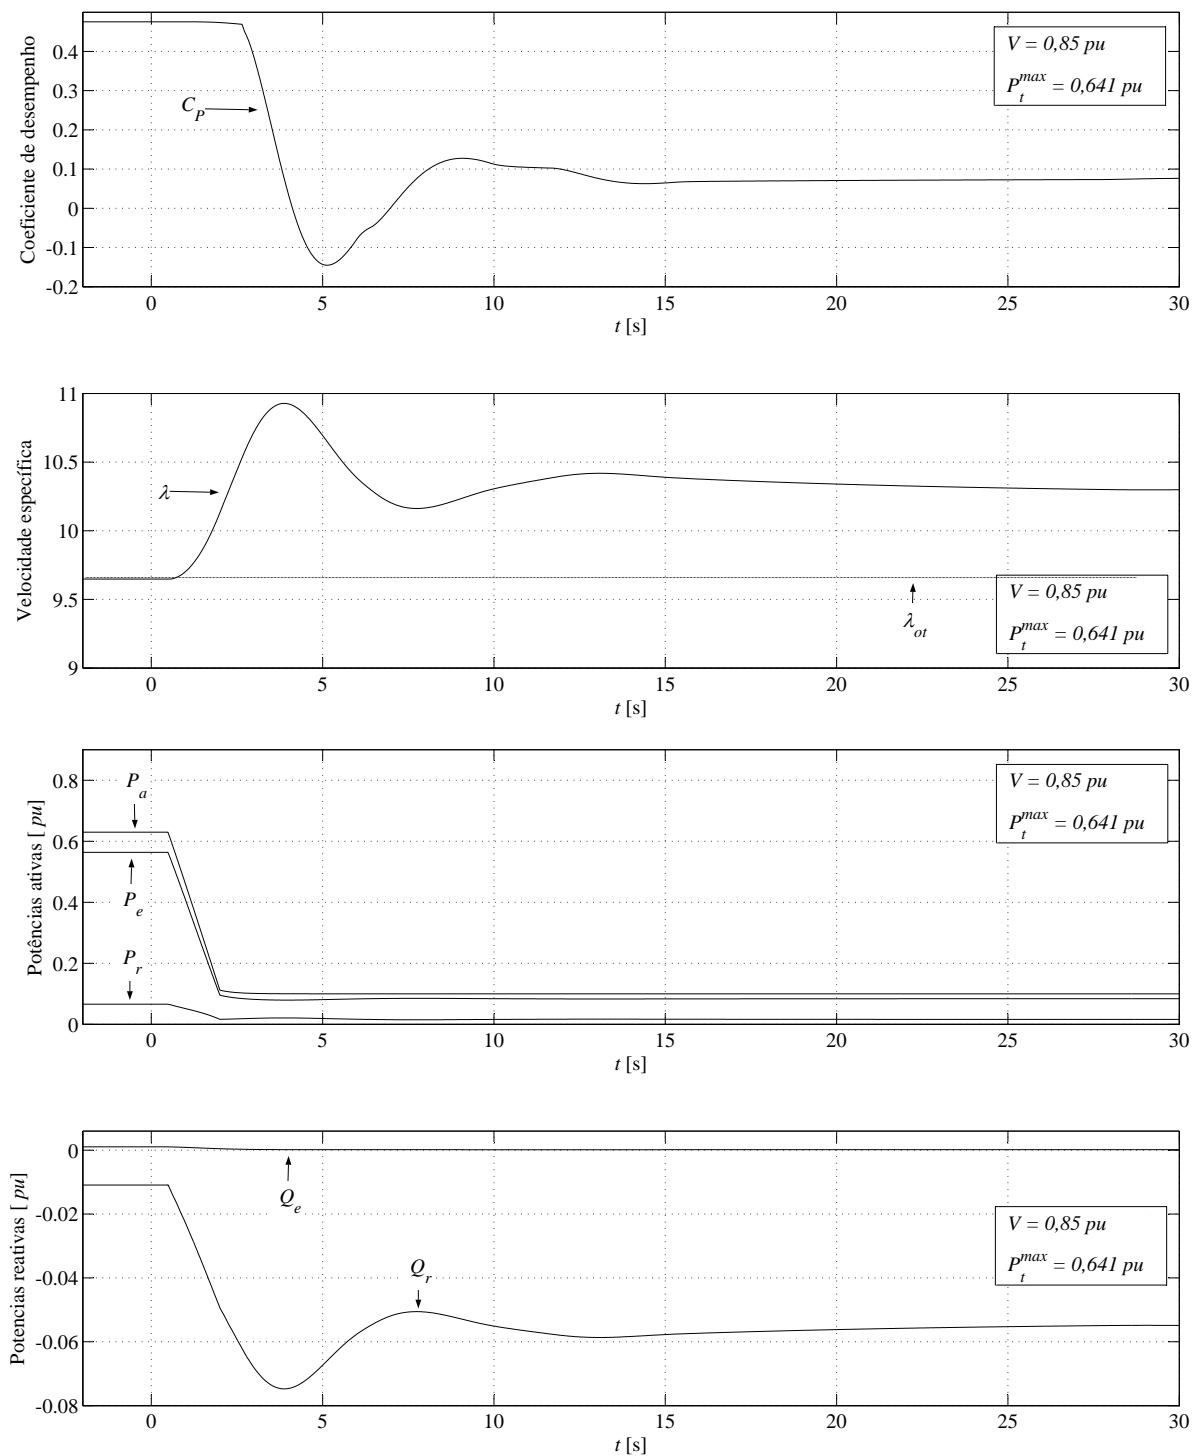 Coeficiente de desempenho
0.4
0.3
0.2
0.1
0
-0.1
-0.2
C_P
V = 0,85 pu
P_t^max = 0,641 pu
0 5 10 15 20 25 30
t [s]
Velocidade específica
11
10.5
10
9.5
9
λ
λ_ot
V = 0,85 pu
P_t^max = 0,641 pu
0 5 10 15 20 25 30
t [s]
Potências ativas [ pu]
0.8
0.6
0.4
0.2
0
P_a
P_e
P_r
V = 0,85 pu
P_t^max = 0,641 pu
0 5 10 15 20 25 30
t [s]
Potencias reativas [ pu]
0
-0.02
-0.04
-0.06
-0.08
Q_e
Q_r
V = 0,85 pu
P_t^max = 0,641 pu
0 5 10 15 20 25 30
t [s]